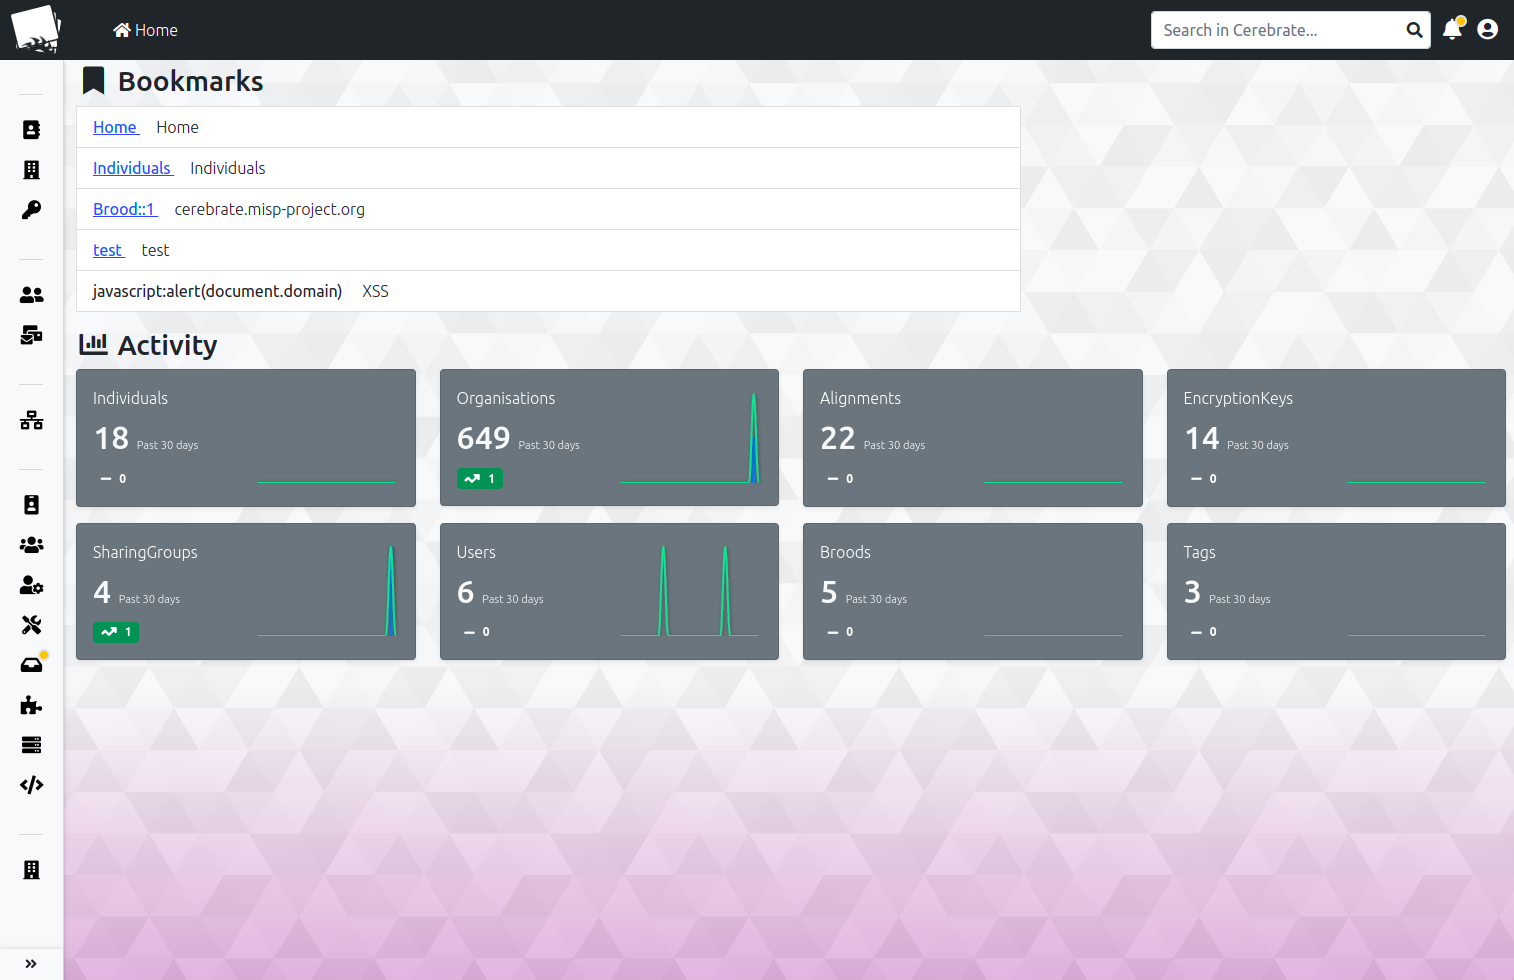 Home
Search in Cerebrate...
Bookmarks
Home Home
Individuals Individuals
Brood::1 cerebrate.misp-project.org
test test
javascript:alert(document.domain) XSS
Activity
Individuals
18 Past 30 days
0
Organisations
649 Past 30 days
1
Alignments
22 Past 30 days
0
EncryptionKeys
14 Past 30 days
0
SharingGroups
4 Past 30 days
1
Users
6 Past 30 days
0
Broods
5 Past 30 days
0
Tags
3 Past 30 days
0